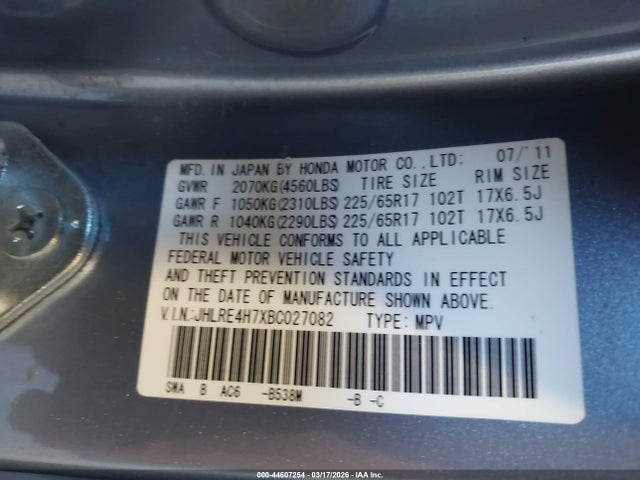 MFD. IN JAPAN BY HONDA MOTOR CO.,LTD: 07/'11
GVWR 2070KG(4560LBS) TIRE SIZE RIM SIZE
GAWR F 1050KG(2310LBS) 225/65R17 102T 17X6.5J
GAWR R 1040KG(2290LBS) 225/65R17 102T 17X6.5J
THIS VEHICLE CONFORMS TO ALL APPLICABLE
FEDERAL MOTOR VEHICLE SAFETY
AND THEFT PREVENTION STANDARDS IN EFFECT
ON THE DATE OF MANUFACTURE SHOWN ABOVE.
V.I.N.:JHLRE4H7XBC027082 TYPE: MPV
SWA B AC6 -B538M -B -C
000-44607254 - 03/17/2026 - IAA Inc.